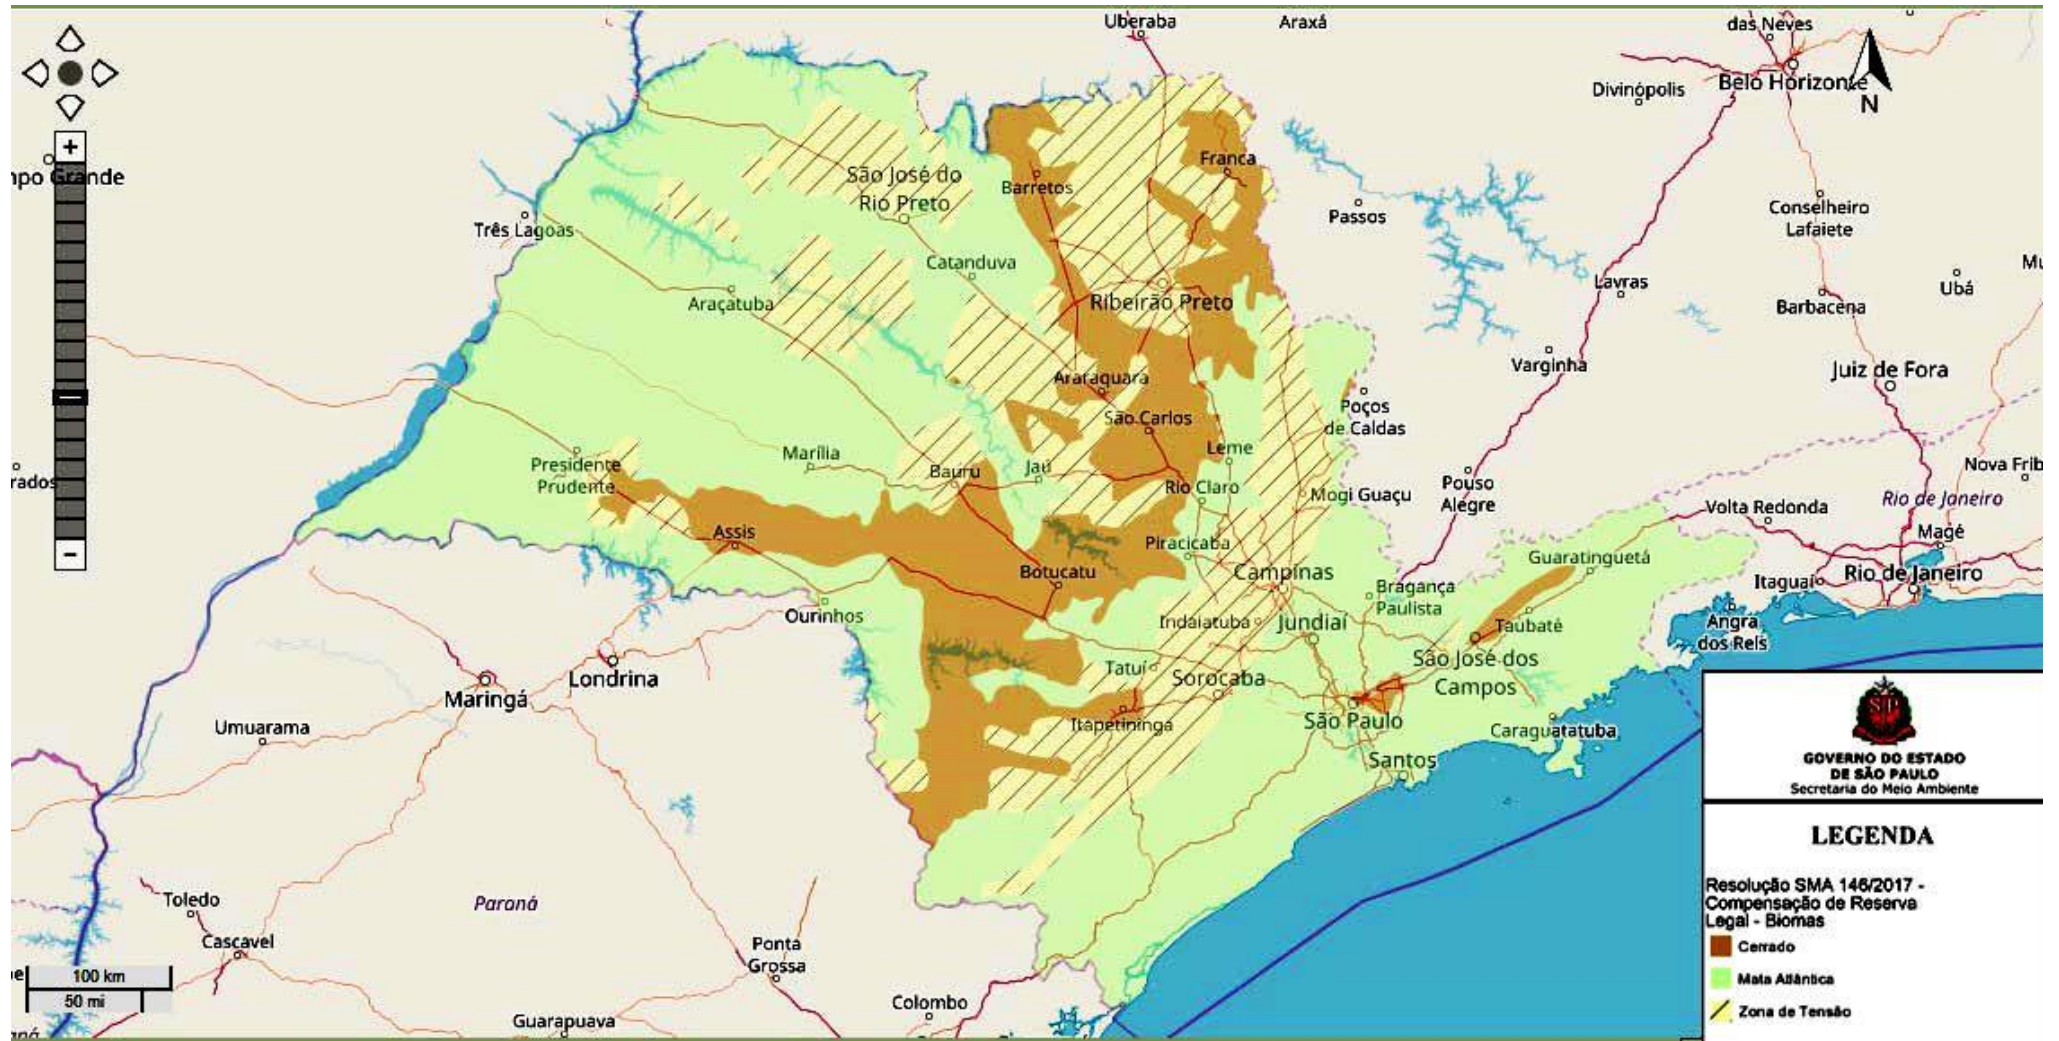 Uberaba
Araxá
das Neves
Belo Horizonte
Divinópolis
N
+
npo Grande
São José do
Rio Preto
Barretos
Franca
Passos
Conselheiro
Lafaiete
Três Lagoas
Catanduva
Araçatuba
Ribeirão Preto
Lavras
Barbacena
Ubá
Mu
Varginha
Juiz de Fora
Araraquara
São Carlos
Poços
de Caldas
Leme
Marília
Bauru
Jaú
Presidente
Prudente
rados
Rio Claro
Mogi Guaçu
Pouso
Alegre
Nova Frib
Rio de Janeiro
Volta Redonda
Magé
Assis
Piracicaba
Guaratinguetá
-
Botucatu
Campinas
Bragança
Paulista
Itaguaí
Rio de Janeiro
Ourinhos
Indaiatuba
Jundiaí
Taubaté
Angra
dos Reis
Londrina
Maringá
Tatuí
Sorocaba
São José dos
Campos
Umuarama
Itapetininga
São Paulo
Caraguatatuba
Santos
SP
GOVERNO DO ESTADO
DE SÃO PAULO
Secretaria do Meio Ambiente
LEGENDA
Resolução SMA 146/2017 -
Compensação de Reserva
Legal - Biomas
Cerrado
Mata Atlântica
Zona de Tensão
Toledo
Paraná
Cascavel
Ponta
Grossa
100 km
50 mi
Colombo
Guarapuava